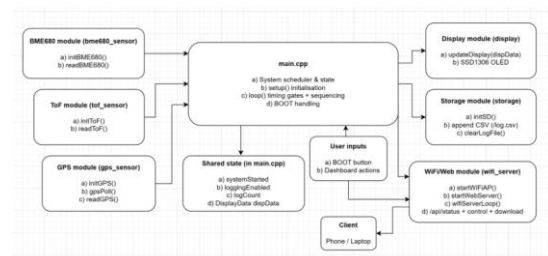 BME680 module (bme680_sensor)
a) initBME680()
b) readBME680()
ToF module (tof_sensor)
a) initToF()
b) readToF()
GPS module (gps_sensor)
a) initGPS()
b) gpsPoll()
c) readGPS()
main.cpp
a) System scheduler & state
b) setup() initialisation
c) loop() timing gates + sequencing
d) BOOT handling
Shared state (in main.cpp)
a) systemStarted
b) loggingEnabled
c) logCount
d) DisplayData dispData
User inputs
a) BOOT button
b) Dashboard actions
Client
Phone / Laptop
Display module (display)
a) updateDisplay(dispData)
b) SSD1306 OLED
Storage module (storage)
a) initSD()
b) append CSV (/log.csv)
c) clearLogFile()
WiFi/Web module (wifi_server)
a) startWiFiAP()
b) startWebServer()
c) wifiServerLoop()
d) /api/status + control + download